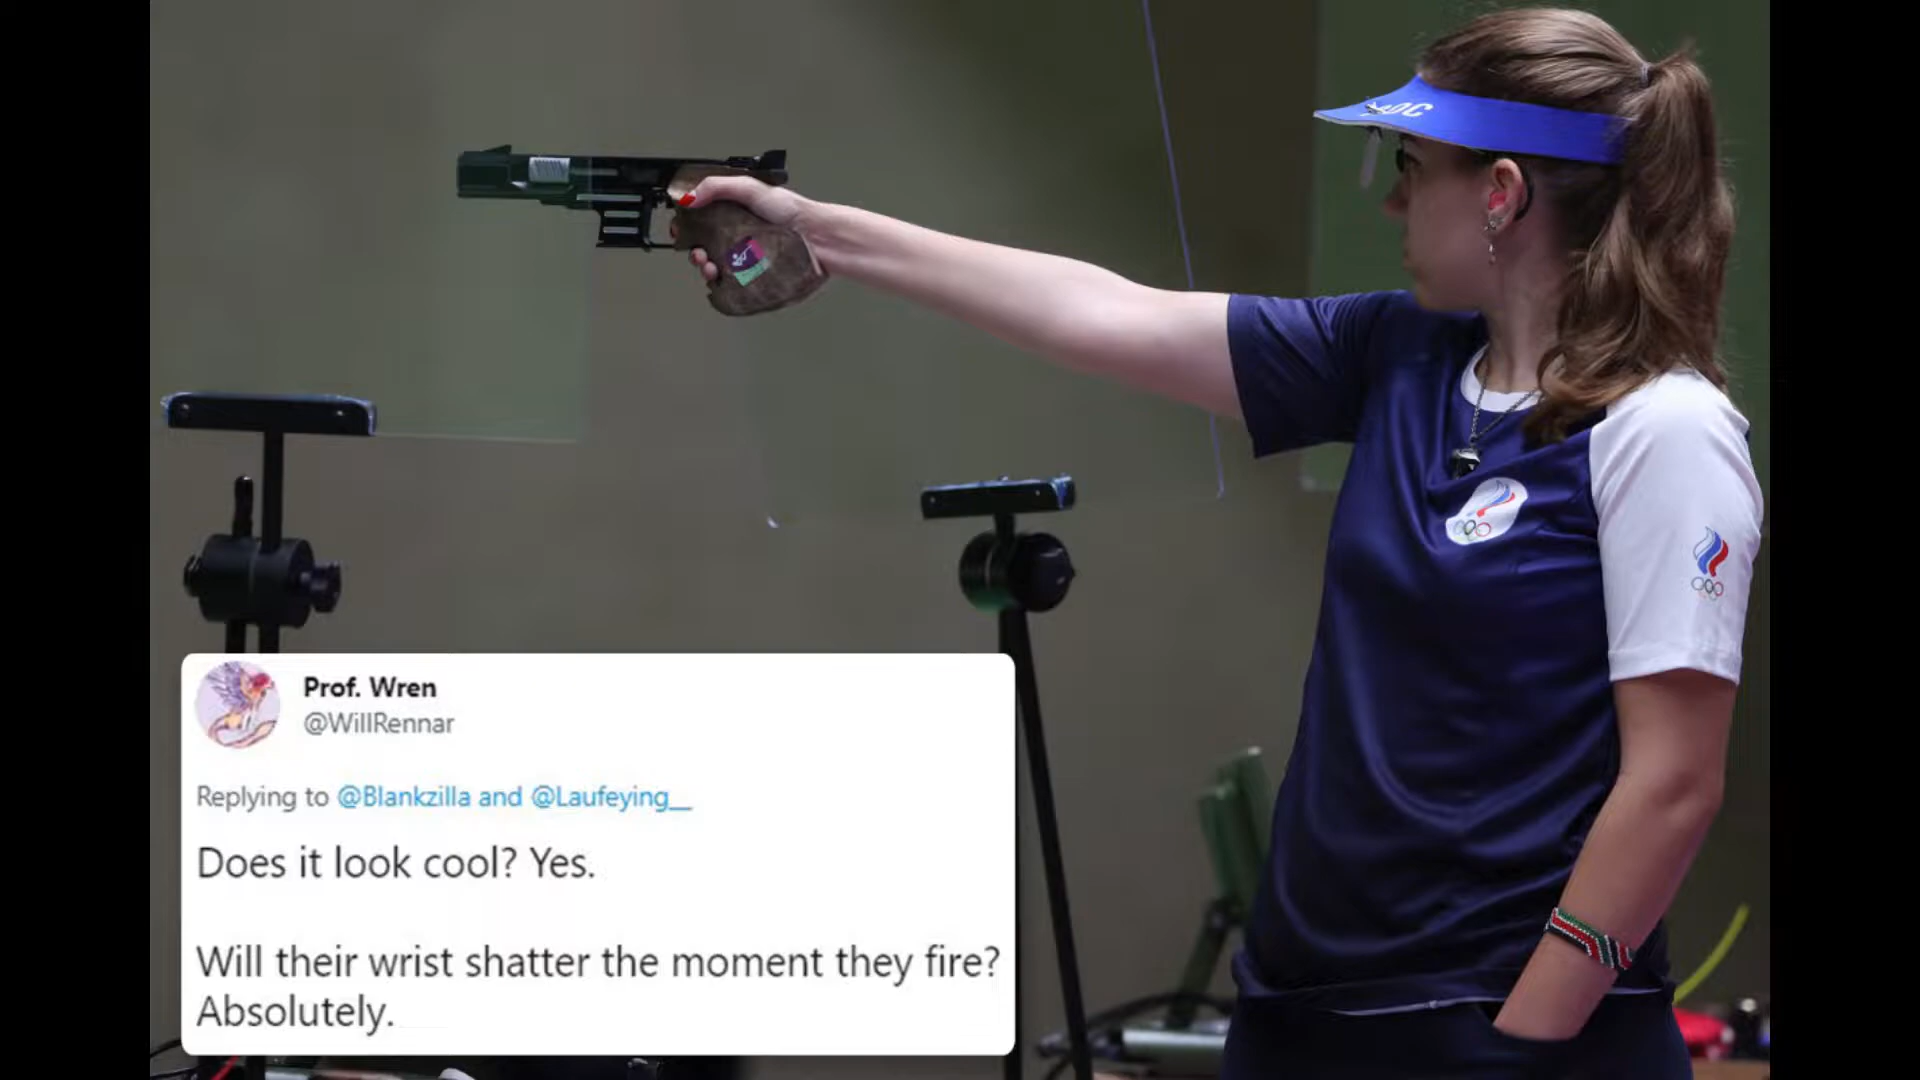 ROC
Prof. Wren
@WillRennar
Replying to @Blankzilla and @Laufeying__
Does it look cool? Yes.
Will their wrist shatter the moment they fire?
Absolutely.